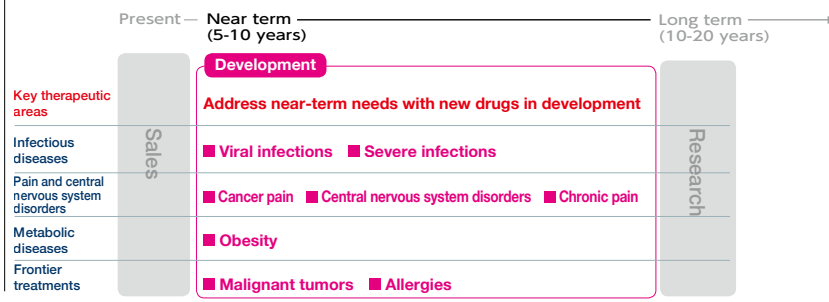 Present
Near term
(5-10 years)
Long term
(10-20 years)
Development
Key therapeutic
areas
Address near-term needs with new drugs in development
Sales
Research
Infectious
diseases
Viral infections Severe infections
Pain and central
nervous system
disorders
Cancer pain Central nervous system disorders Chronic pain
Metabolic
diseases
Obesity
Frontier
treatments
Malignant tumors Allergies